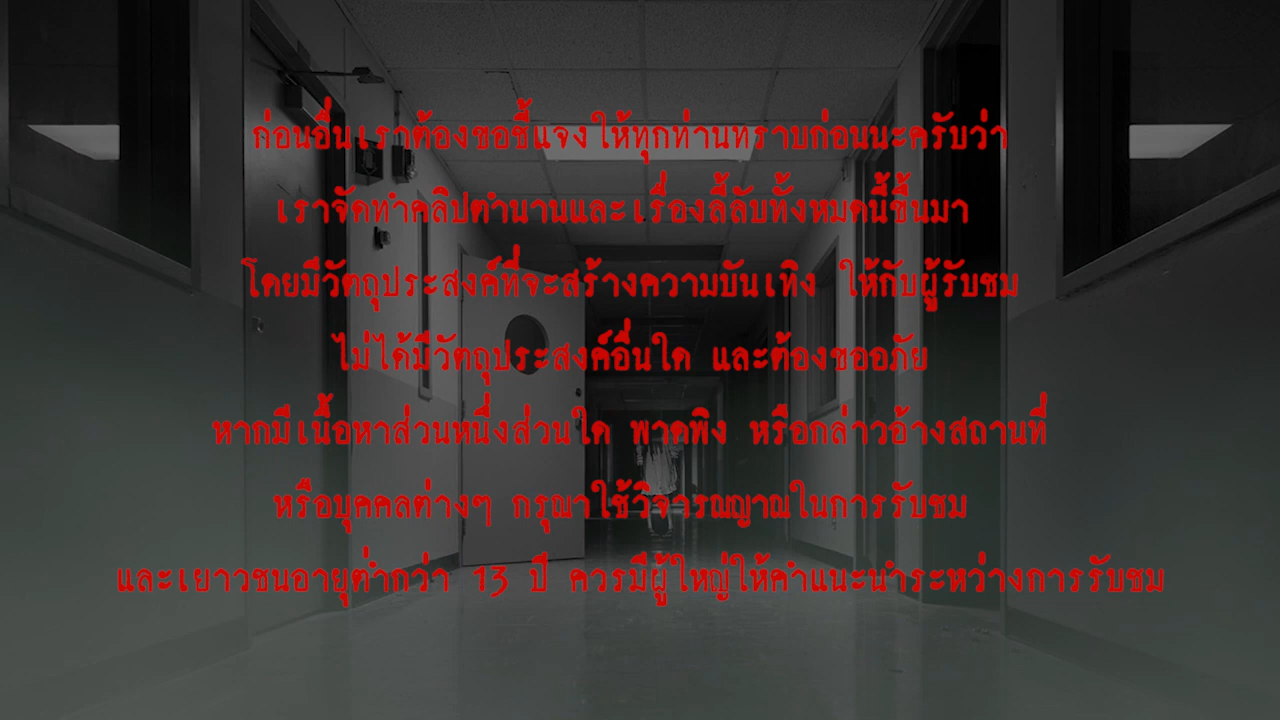 ก่อนอื่นเราต้องขอชี้แจงให้ทุกท่านทราบก่อนนะครับว่า
เราจัดทำคลิปตำนานและเรื่องลี้ลับทั้งหมดนี้ขึ้นมา
โดยมีวัตถุประสงค์ที่จะสร้างความบันเทิง ให้กับผู้รับชม
ไม่ได้มีวัตถุประสงค์อื่นใด และต้องขออภัย
หากมีเนื้อหาส่วนหนึ่งส่วนใด พาดพิง หรือกล่าวอ้างสถานที่
หรือบุคคลต่างๆ กรุณาใช้วิจารณญาณในการรับชม
และเยาวชนอายุต่ำกว่า 13 ปี ควรมีผู้ใหญ่ให้คำแนะนำระหว่างการรับชม